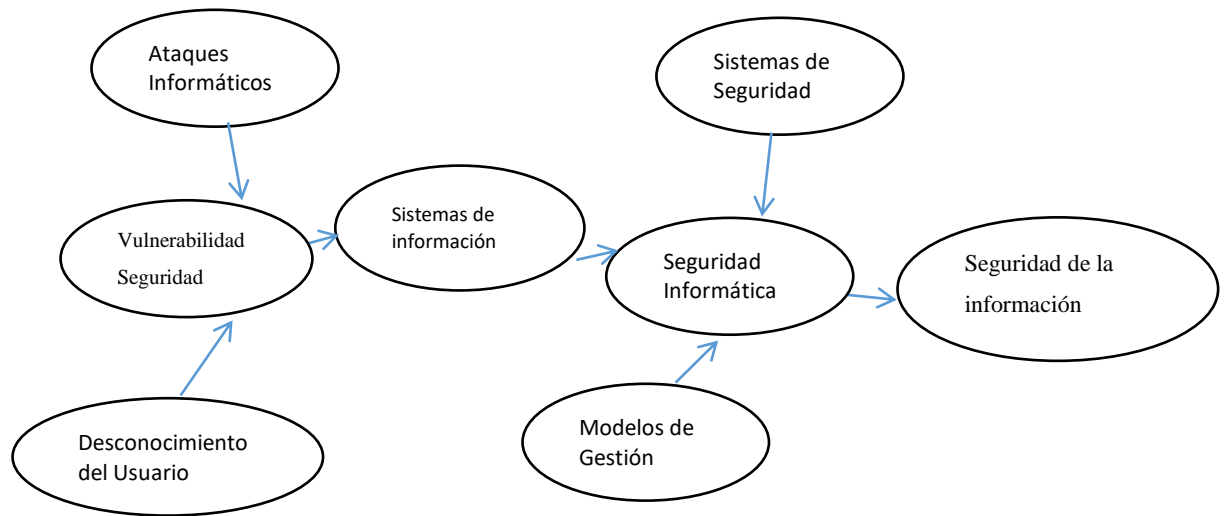 Ataques
Informáticos
Sistemas de
Seguridad
Vulnerabilidad
Seguridad
Sistemas de
información
Seguridad
Informática
Seguridad de la
información
Desconocimiento
del Usuario
Modelos de
Gestión